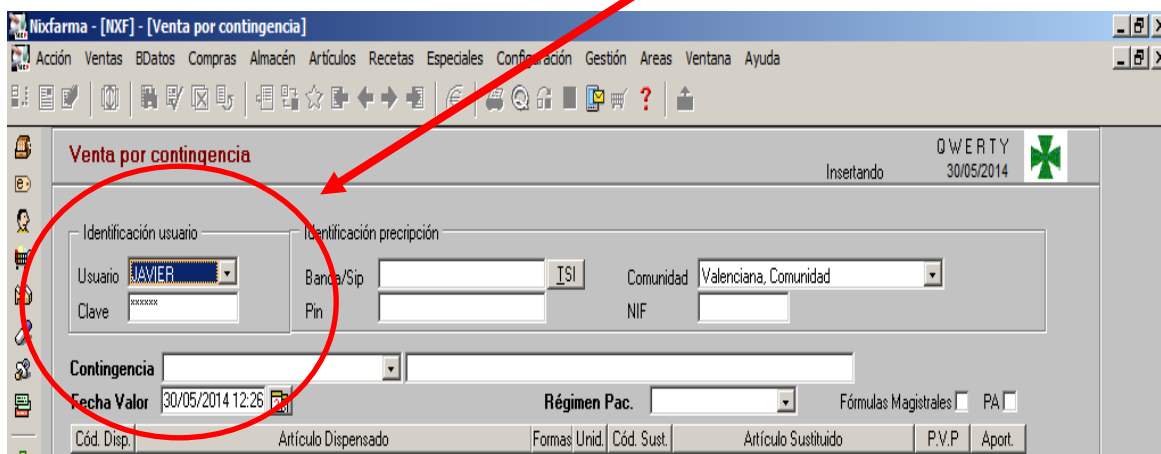 Nixfarma - [NXF] - [Venta por contingencia]
Acción Ventas BDatos Compras Almacén Artículos Recetas Especiales Configuración Gestión Areas Ventana Ayuda
Venta por contingencia
QWERTY
Insertando 30/05/2014
Identificación usuario
Identificación precripción
Usuario JAVIER
Banda/Sip TSI
Comunidad Valenciana, Comunidad
Clave xxxxxx
Pin
NIF
Contingencia
Fecha Valor 30/05/2014 12:26
Régimen Pac.
Fórmulas Magistrales PA
Cód. Disp. Artículo Dispensado Formas Unid. Cód. Sust. Artículo Sustituido P.V.P Aport.